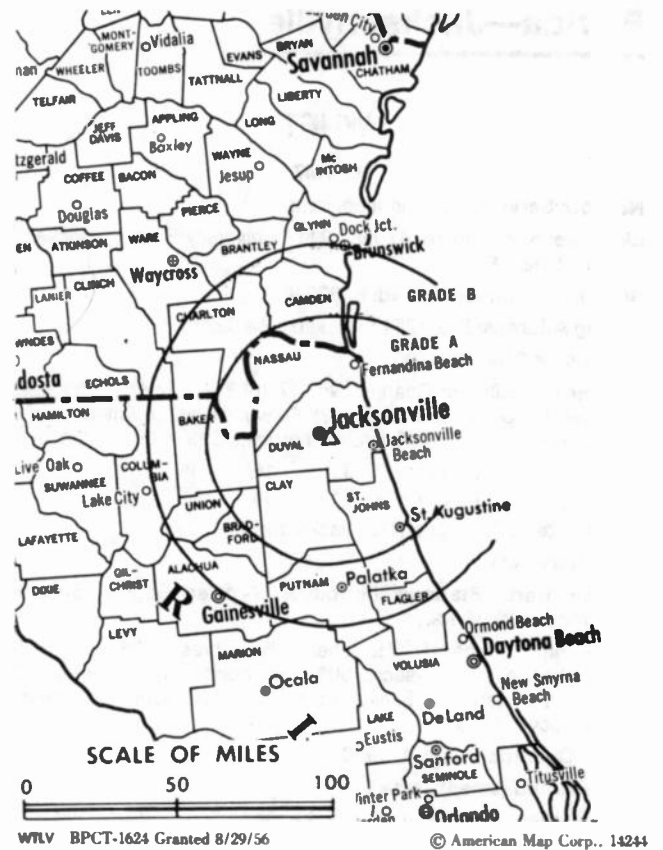 MONT-
GOMERY
Vidalia
EVANS
BRYAN
Savannah
WHEELER
TOOMBS
CHATHAM
TATTNALL
TELFAIR
LIBERTY
APPLING
LONG
JEFF
DAVIS
Baxley
WAYNE
Mc
INTOSH
COFFEE
BACON
Jesup
Douglas
PIERCE
GLYNN
Dock Jct.
ATKINSON
WARE
BRANTLEY
Brunswick
Waycross
CLINCH
LANIER
CAMDEN
GRADE B
CHARLTON
GRADE A
NASSAU
Fernandina Beach
ECHOLS
HAMILTON
BAKER
Jacksonville
DUVAL
Jacksonville
Beach
Live Oak
COLUM-
BIA
SUWANNEE
Lake City
CLAY
ST.
JOHNS
UNION
St. Augustine
BRAD-
FORD
LAFAYETTE
ALACHUA
GIL-
CHRIST
DIXIE
PUTNAM
Palatka
R
Gainesville
FLAGLER
LEVY
Ormond Beach
MARION
Daytona Beach
VOLUSIA
Ocala
New Smyrna
Beach
DeLand
LAKE
Eustis
SCALE OF MILES
Sanford
SEMINOLE
Titusville
0 50 100
Winter Park
Orlando
WTLV BPCT-1624 Granted 8/29/56
© American Map Corp., 14244